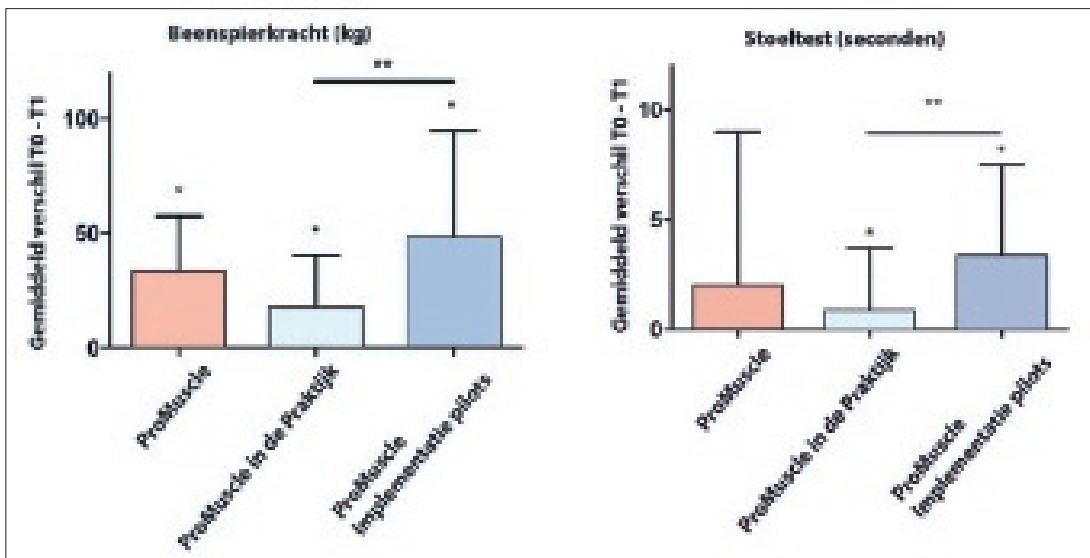 Beenspierkracht (kg)
Gemiddeld verschil T0 - T1
100
50
0
*
*
*
**
ProMuscle
ProMuscle in de Praktijk
ProMuscle
implementatie pilots
Stoeltest (seconden)
Gemiddeld verschil T0 - T1
10
5
0
*
*
**
ProMuscle
ProMuscle in de Praktijk
ProMuscle
implementatie pilots